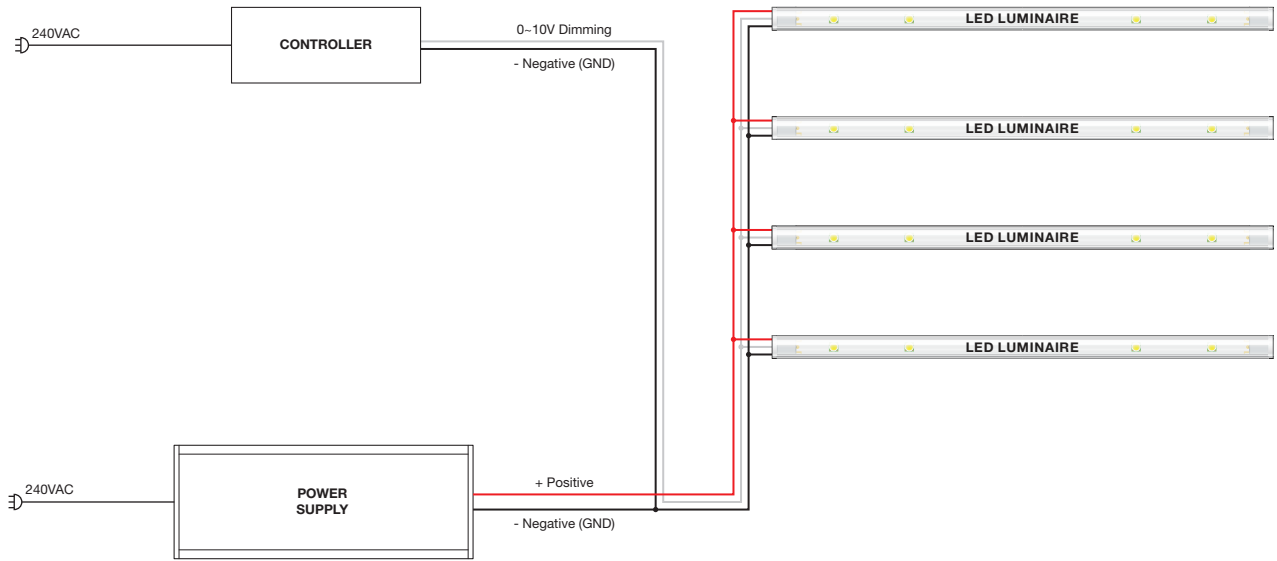 240VAC
CONTROLLER
0~10V Dimming
- Negative (GND)
LED LUMINAIRE
LED LUMINAIRE
LED LUMINAIRE
LED LUMINAIRE
240VAC
POWER
SUPPLY
+ Positive
- Negative (GND)